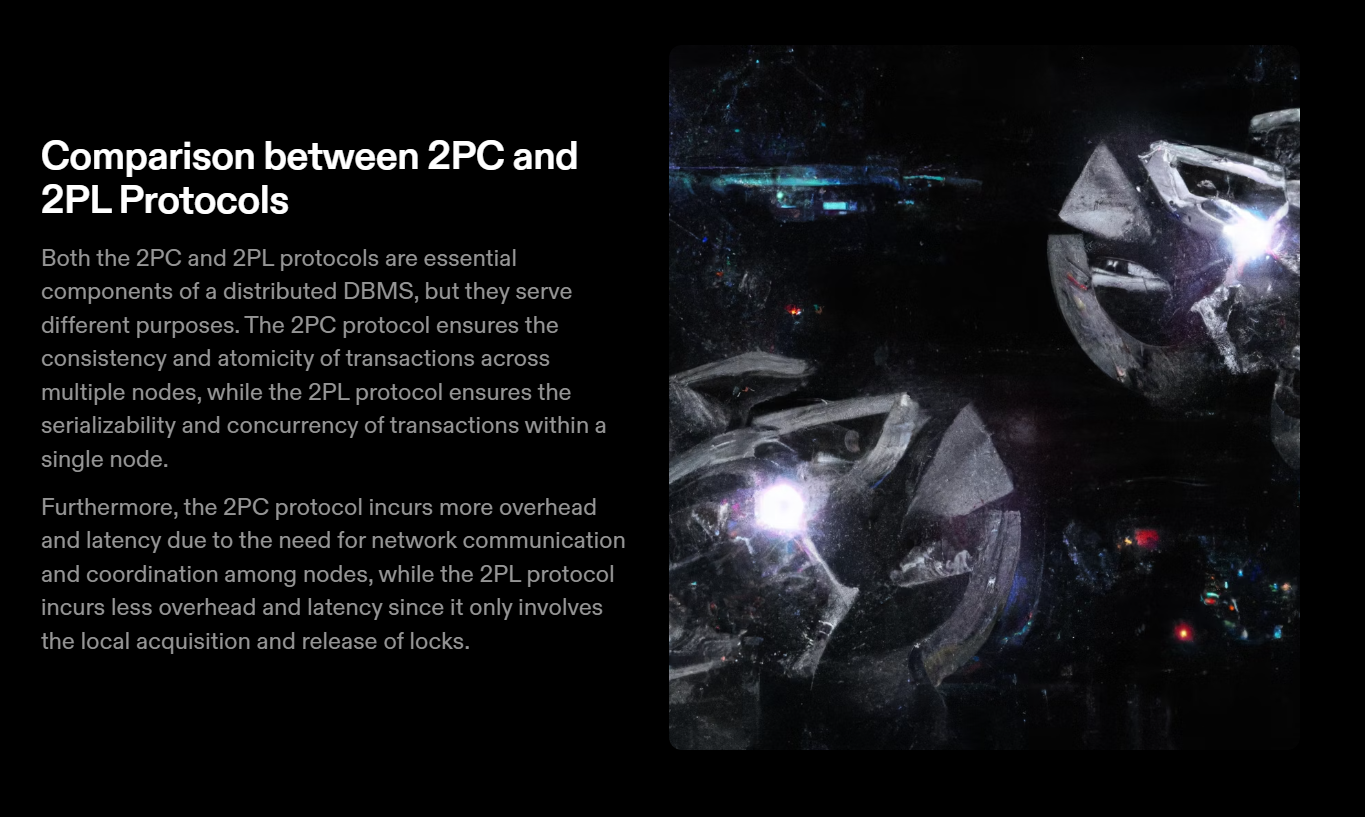 Comparison between 2PC and
2PL Protocols
Both the 2PC and 2PL protocols are essential
components of a distributed DBMS, but they serve
different purposes. The 2PC protocol ensures the
consistency and atomicity of transactions across
multiple nodes, while the 2PL protocol ensures the
serializability and concurrency of transactions within a
single node.
Furthermore, the 2PC protocol incurs more overhead
and latency due to the need for network communication
and coordination among nodes, while the 2PL protocol
incurs less overhead and latency since it only involves
the local acquisition and release of locks.